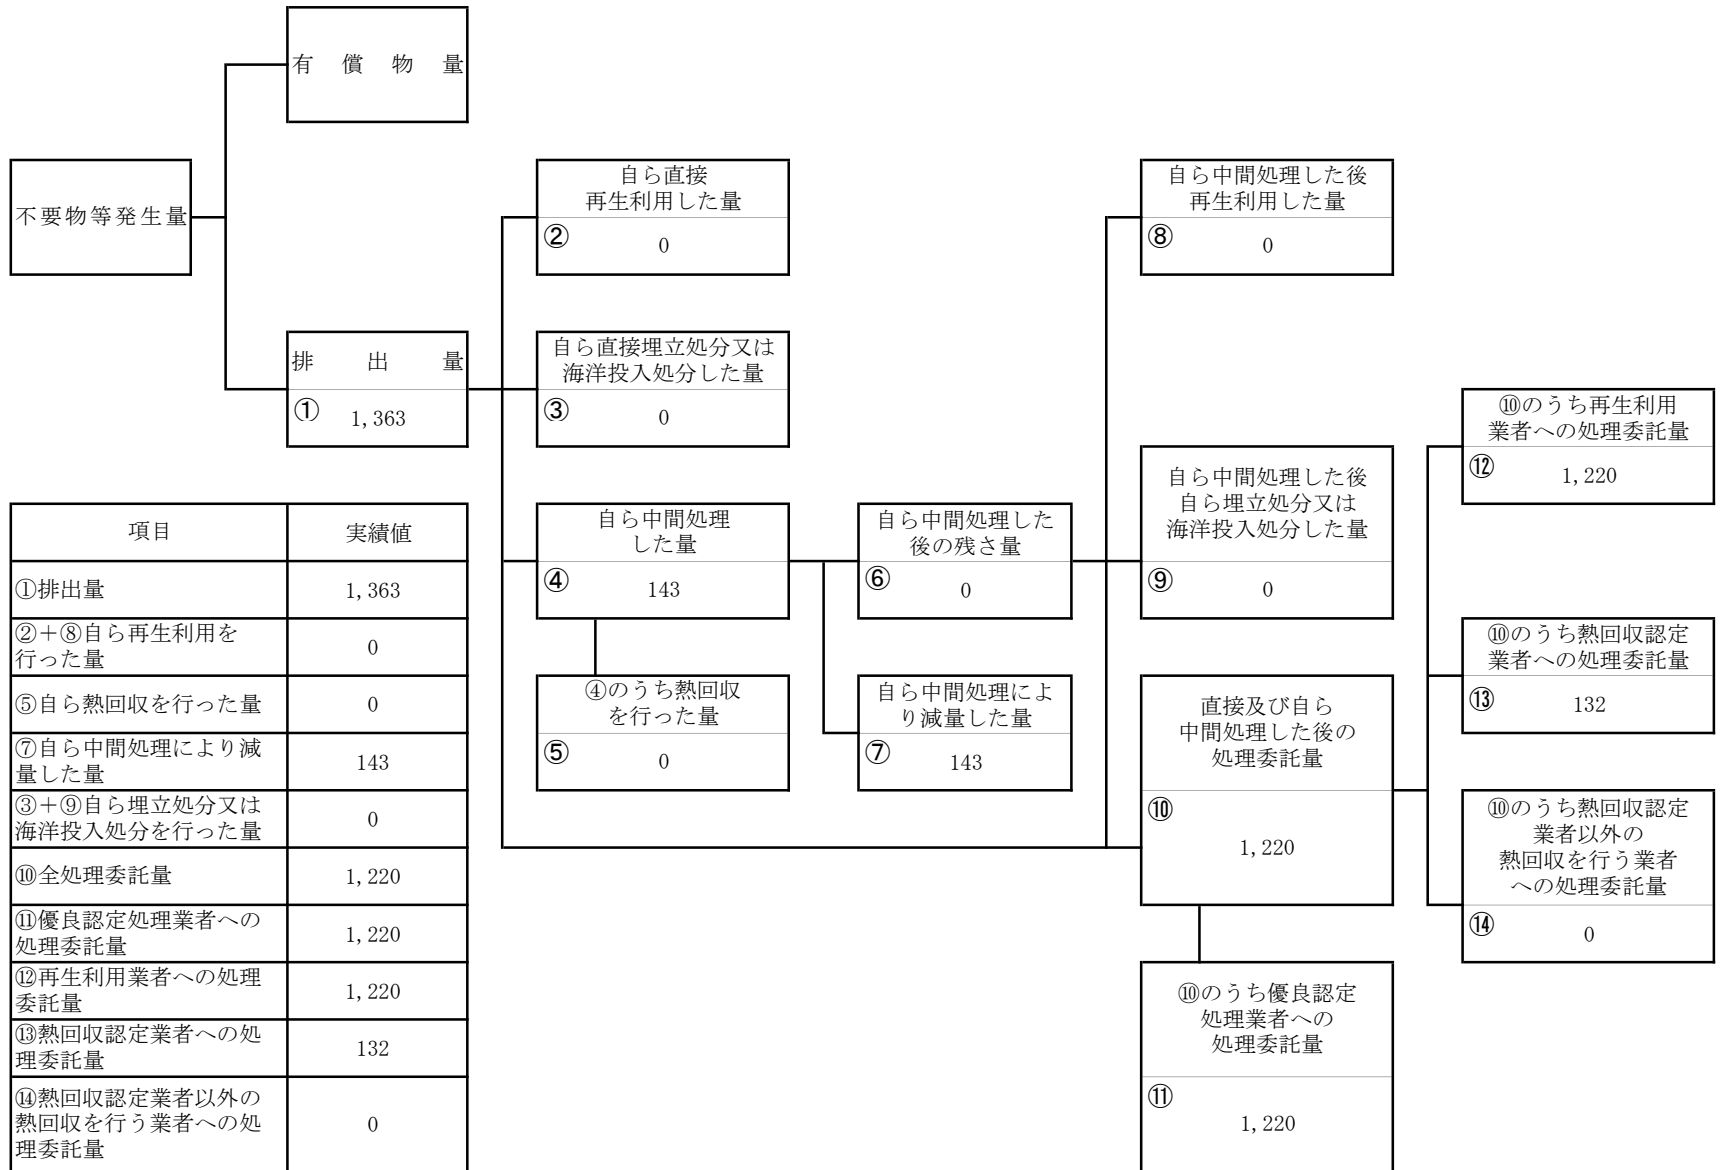 有償物量
不要物等発生量
排出量
① 1,363
自ら直接
再生利用した量
② 0
自ら直接埋立処分又は
海洋投入処分した量
③ 0
自ら中間処理
した量
④ 143
④のうち熱回収
を行った量
⑤ 0
自ら中間処理した
後の残さ量
⑥ 0
自ら中間処理によ
り減量した量
⑦ 143
自ら中間処理した後
再生利用した量
⑧ 0
自ら中間処理した後
自ら埋立処分又は
海洋投入処分した量
⑨ 0
直接及び自ら
中間処理した後の
処理委託量
⑩
1,220
⑩のうち優良認定
処理業者への
処理委託量
⑪
1,220
⑩のうち再生利用
業者への処理委託量
⑫ 1,220
⑩のうち熱回収認定
業者への処理委託量
⑬ 132
⑩のうち熱回収認定
業者以外の
熱回収を行う業者
への処理委託量
⑭ 0
項目 実績値
①排出量 1,363
②＋⑧自ら再生利用を
行った量 0
⑤自ら熱回収を行った量 0
⑦自ら中間処理により減
量した量 143
③＋⑨自ら埋立処分又は
海洋投入処分を行った量 0
⑩全処理委託量 1,220
⑪優良認定処理業者への
処理委託量 1,220
⑫再生利用業者への処理
委託量 1,220
⑬熱回収認定業者への処
理委託量 132
⑭熱回収認定業者以外の
熱回収を行う業者への処
理委託量 0